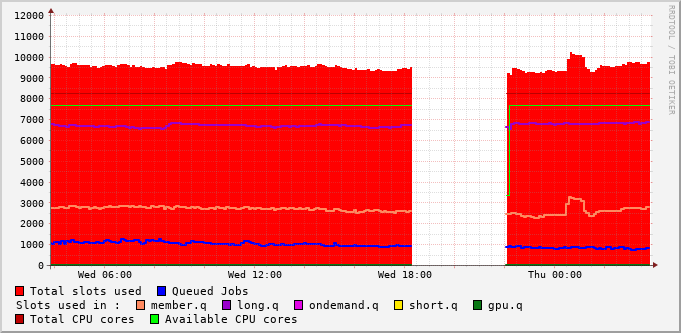 12000
11000
10000
9000
8000
7000
6000
5000
4000
3000
2000
1000
0
Wed 06:00 Wed 12:00 Wed 18:00 Thu 00:00
RRDTOOL / TOBI OETIKER
Total slots used Queued Jobs
Slots used in : member.q long.q ondemand.q short.q gpu.q
Total CPU cores Available CPU cores